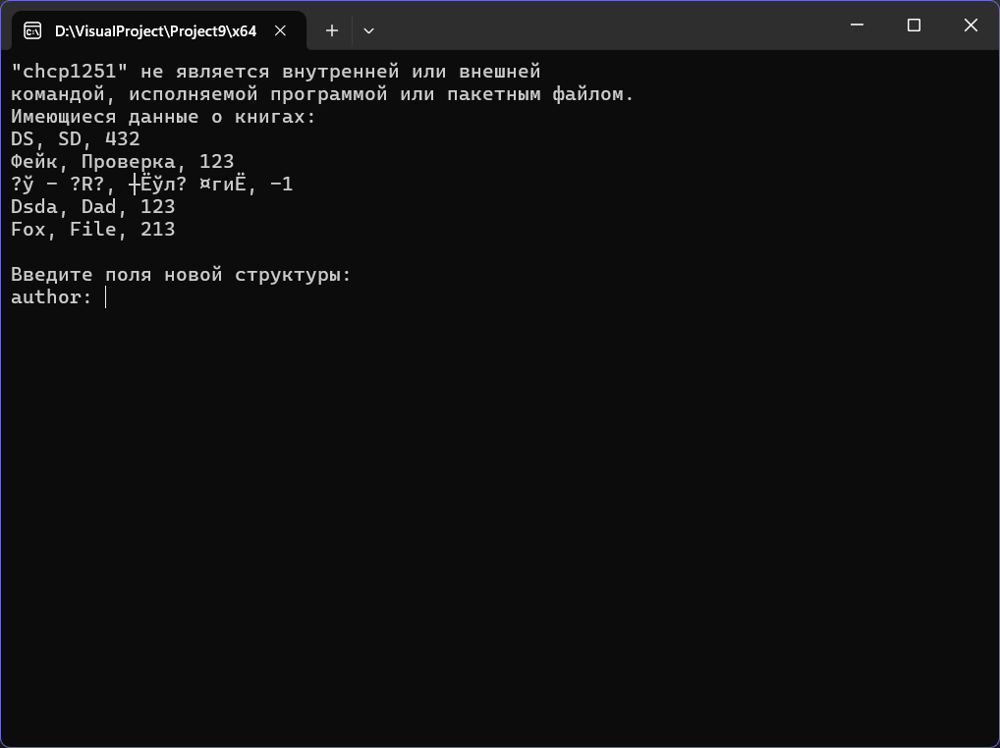 D:\VisualProject\Project9\x64
"chcp1251" не является внутренней или внешней
командой, исполняемой программой или пакетным файлом.
Имеющиеся данные о книгах:
DS, SD, 432
Фейк, Проверка, 123
?ў – ?R?, ┼Ёўл? ¤гиЁ, –1
Dsda, Dad, 123
Fox, File, 213
Введите поля новой структуры:
author: